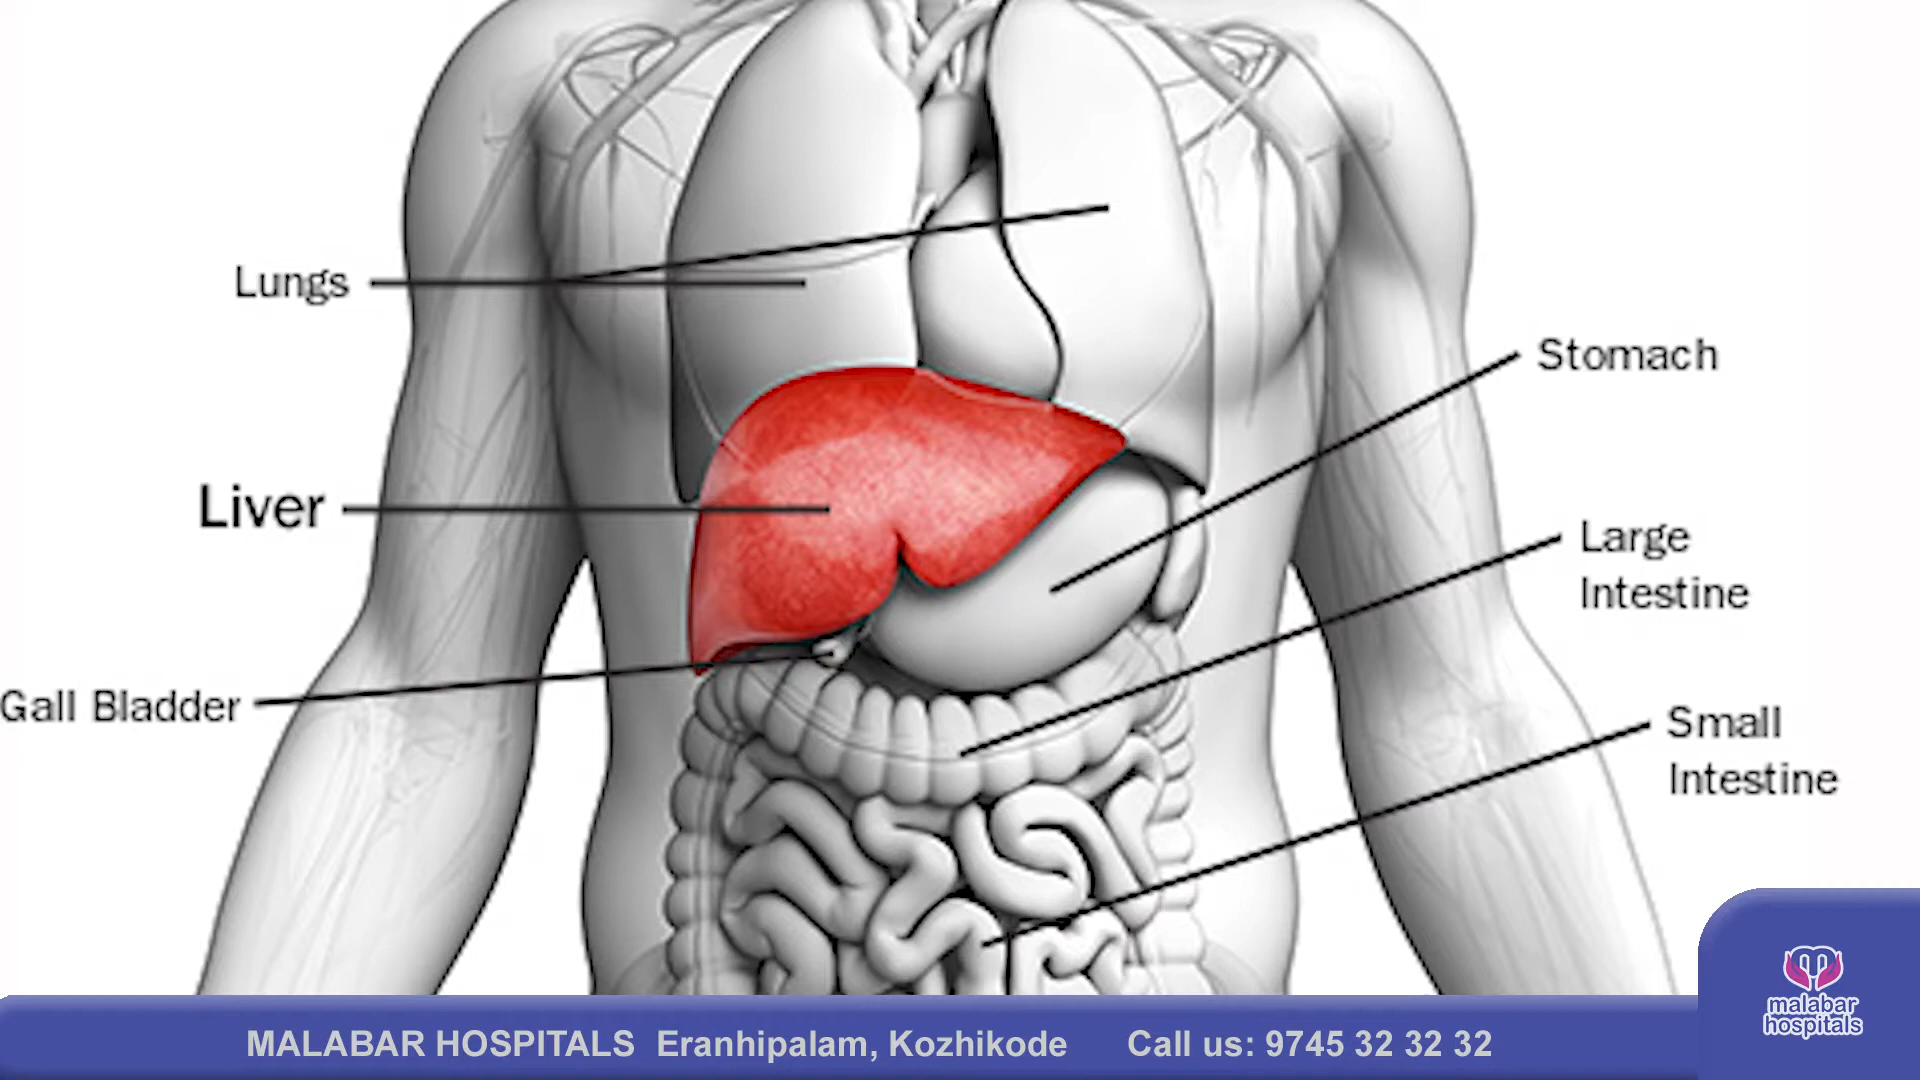 Lungs
Stomach
Liver
Large
Intestine
Gall Bladder
Small
Intestine
malabar
hospitals
MALABAR HOSPITALS Eranhipalam, Kozhikode Call us: 9745 32 32 32